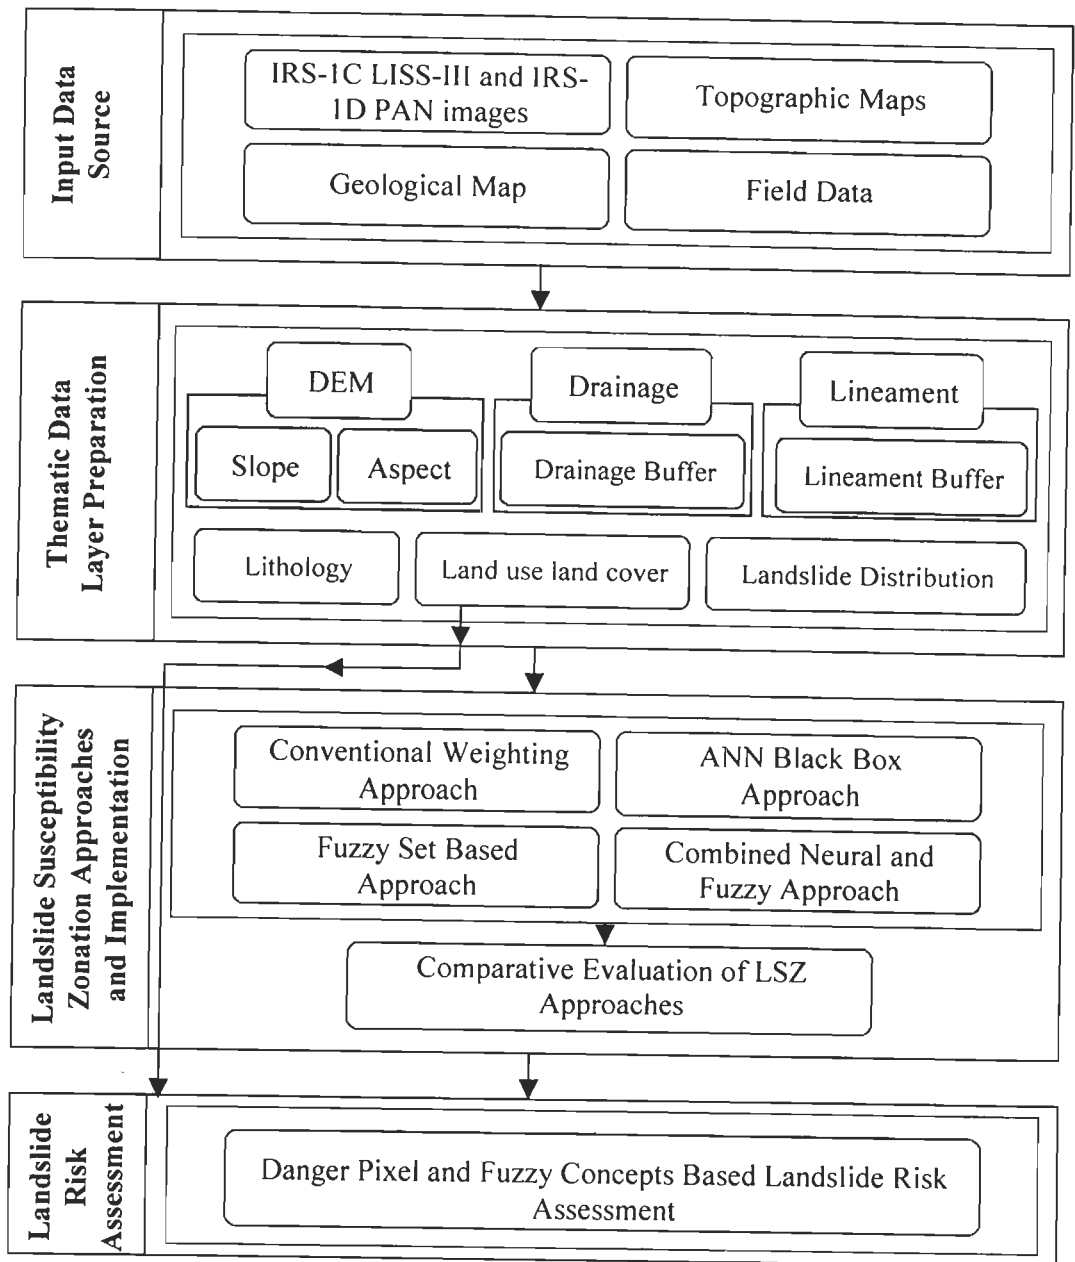 Input Data
Source
IRS-1C LISS-III and IRS-
1D PAN images
Topographic Maps
Geological Map
Field Data
Thematic Data
Layer Preparation
DEM
Drainage
Lineament
Slope
Aspect
Drainage Buffer
Lineament Buffer
Lithology
Land use land cover
Landslide Distribution
Landslide Susceptibility
Zonation Approaches
and Implementation
Conventional Weighting
Approach
ANN Black Box
Approach
Fuzzy Set Based
Approach
Combined Neural and
Fuzzy Approach
Comparative Evaluation of LSZ
Approaches
Landslide
Risk
Assessment
Danger Pixel and Fuzzy Concepts Based Landslide Risk
Assessment